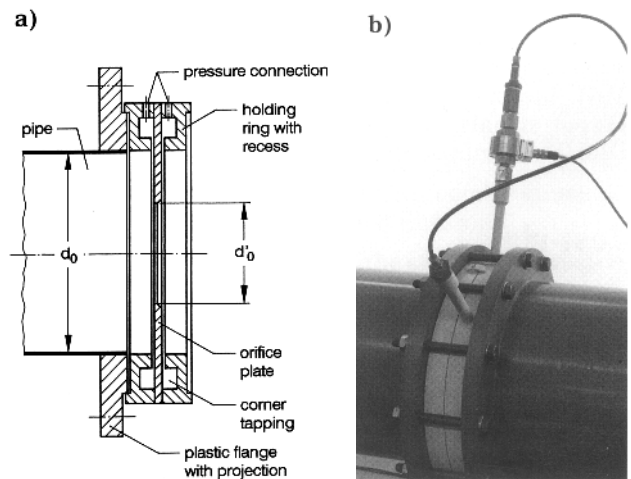 a)
b)
pressure connection
holding
ring with
recess
pipe
d₀
d'₀
orifice
plate
corner
tapping
plastic flange
with projection